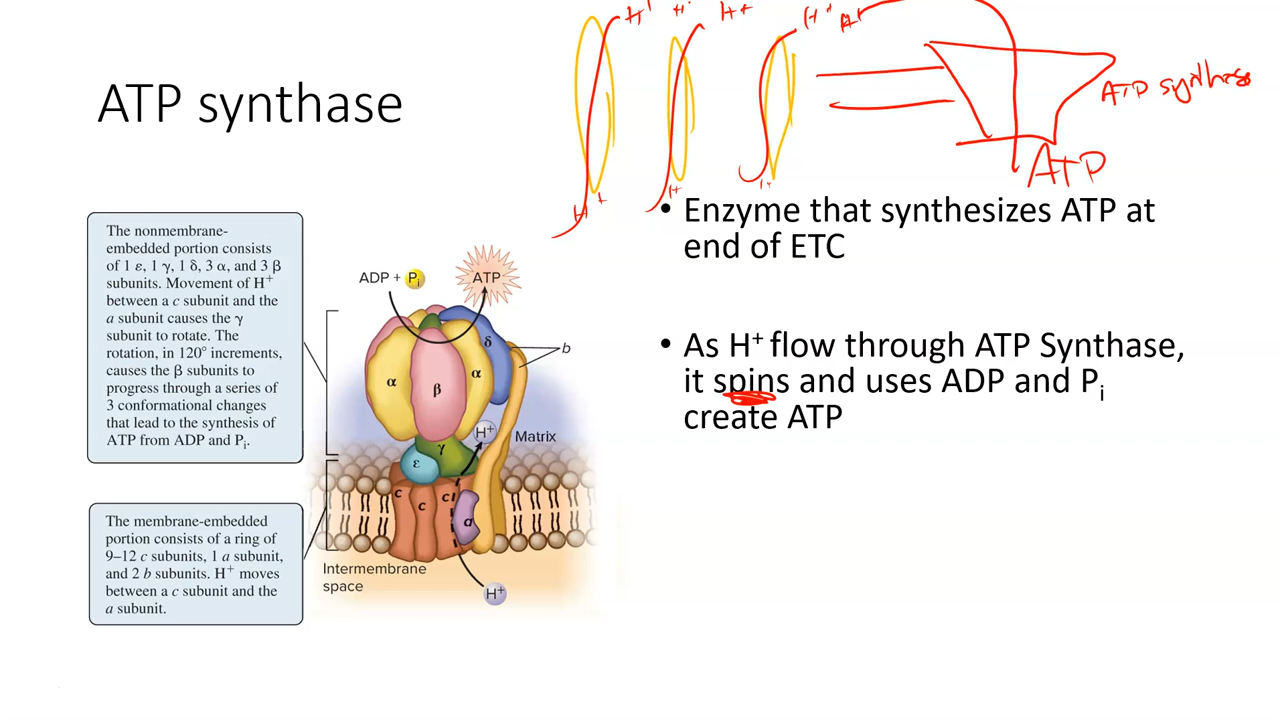 ATP synthase
H+
H+
H+
H+
H+
ATP synthase
H+
H+
H+
ATP
• Enzyme that synthesizes ATP at
end of ETC
• As H+ flow through ATP Synthase,
it spins and uses ADP and Pi
create ATP
The nonmembrane-
embedded portion consists
of 1 ε, 1 γ, 1 δ, 3 α, and 3 β
subunits. Movement of H+
between a c subunit and the
a subunit causes the γ
subunit to rotate. The
rotation, in 120° increments,
causes the β subunits to
progress through a series of
3 conformational changes
that lead to the synthesis of
ATP from ADP and Pi.
The membrane-embedded
portion consists of a ring of
9–12 c subunits, 1 a subunit,
and 2 b subunits. H+ moves
between a c subunit and the
a subunit.
ADP + Pi
ATP
δ
b
α
β
α
H+
Matrix
γ
ε
c
c
c
a
Intermembrane
space
H+